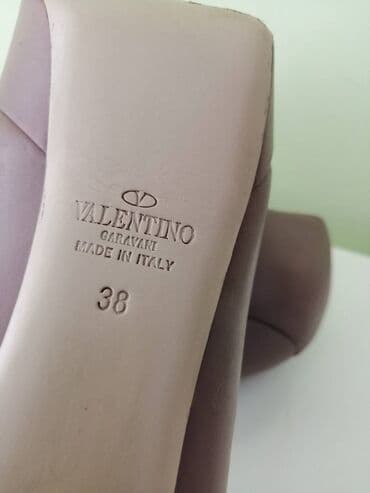 VALENTINO
GARAVANI
MADE IN ITALY
38